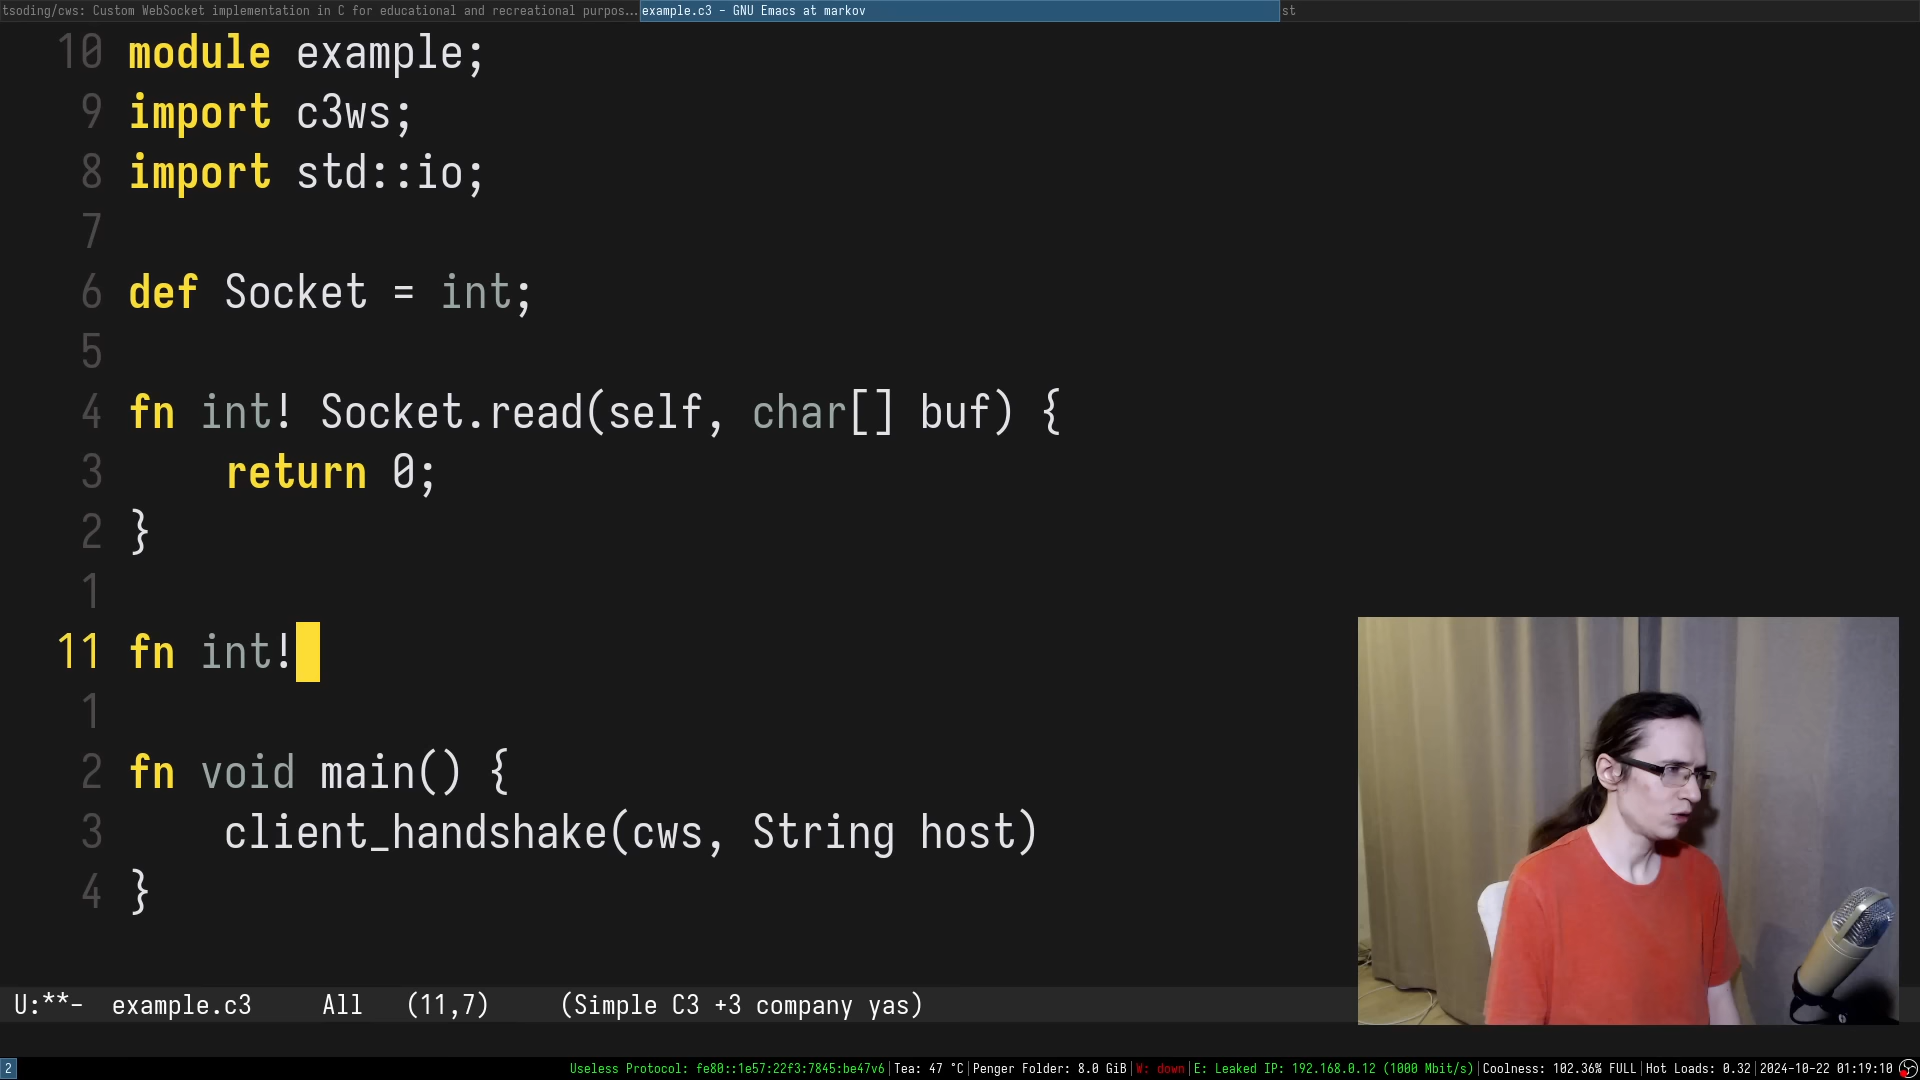 tsoding/cws: Custom WebSocket implementation in C for educational and recreational purpos... example.c3 - GNU Emacs at markov st
10 module example;
9 import c3ws;
8 import std::io;
7
6 def Socket = int;
5
4 fn int! Socket.read(self, char[] buf) {
3 return 0;
2 }
1
11 fn int!
1
2 fn void main() {
3 client_handshake(cws, String host)
4 }
U:**- example.c3 All (11,7) (Simple C3 +3 company yas)
2 Useless Protocol: fe80::1e57:22f3:7845:be47v6|Tea: 47 °C|Penger Folder: 8.0 GiB|W: down|E: Leaked IP: 192.168.0.12 (1000 Mbit/s)|Coolness: 102.36% FULL|Hot Loads: 0.32|2024-10-22 01:19:10